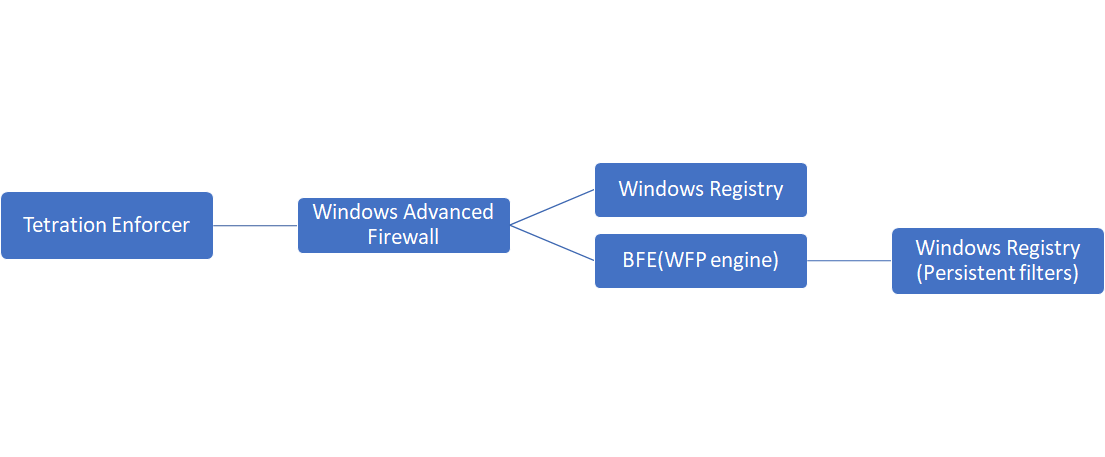 Tetration Enforcer
Windows Advanced
Firewall
Windows Registry
BFE(WFP engine)
Windows Registry
(Persistent filters)